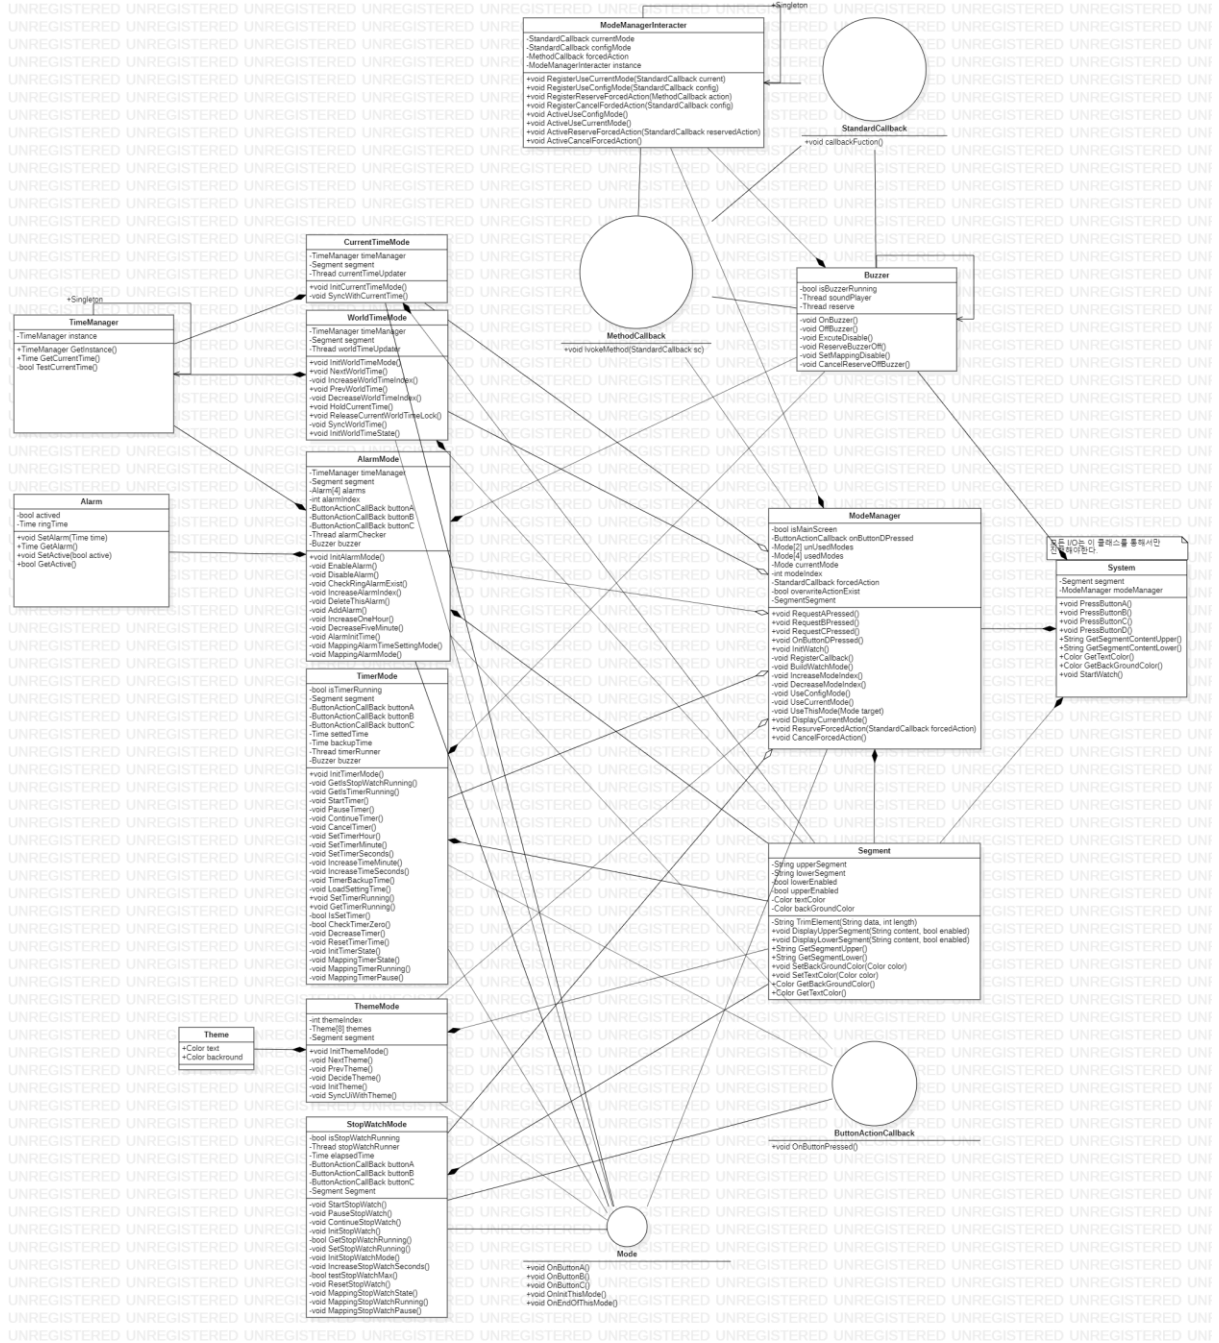 +Singleton
ModeManagerInteracter
-StandardCallback currentMode
-StandardCallback configMode
-MethodCallback forcedAction
-ModeManagerInteracter instance
+void RegisterUseCurrentMode(StandardCallback current)
+void RegisterUseConfigMode(StandardCallback config)
+void RegisterReserveForcedAction(MethodCallback action)
+void RegisterCancelFordedAction(StandardCallback config)
+void ActiveUseConfigMode()
+void ActiveUseCurrentMode()
+void ActiveReserveForcedAction(StandardCallback reservedAction)
+void ActiveCancelForcedAction()
StandardCallback
+void callbackFuction()
MethodCallback
+void IvokeMethod(StandardCallback sc)
Buzzer
-bool isBuzzerRunning
-Thread soundPlayer
-Thread reserve
-void OnBuzzer()
-void OffBuzzer()
-void ExcuteDisable()
-void ReserveBuzzerOff()
-void SetMappingDisable()
-void CancelReserveOffBuzzer()
CurrentTimeMode
-TimeManager timeManager
-Segment segment
-Thread currentTimeUpdater
+void InitCurrentTimeMode()
-void SyncWithCurrentTime()
+Singleton
TimeManager
-TimeManager instance
+TimeManager GetInstance()
+Time GetCurrentTime()
-bool TestCurrentTime()
WorldTimeMode
-TimeManager timeManager
-Segment segment
-Thread worldtimeUpdater
+void InitWorldTimeMode()
+void NextWorldTime()
-void IncreaseWorldTimeIndex()
+void PrevWorldTime()
-void DecreaseWorldTimeIndex()
+void HoldCurrentTime()
+void ReleaseCurrentWorldTimeLock()
-void SyncWorldTime()
+void InitWorldTimeState()
Alarm
-bool actived
-Time ringTime
+void SetAlarm(Time time)
+Time GetAlarm()
+void SetActive(bool active)
+bool GetActive()
AlarmMode
-TimeManager timeManager
-Segment segment
-Alarm[4] alarms
-int alarmIndex
-ButtonActionCallBack buttonA
-ButtonActionCallBack buttonB
-ButtonActionCallBack buttonC
-Thread alarmChecker
-Buzzer buzzer
+void InitAlarmMode()
-void EnableAlarm()
-void DisableAlarm()
-void CheckRingAlarmExist()
-void IncreaseAlarmIndex()
-void DeleteThisAlarm()
-void AddAlarm()
-void IncreaseOneHour()
-void DecreaseFiveMinute()
-void AlarmInitTime()
-void MappingAlarmTimeSettingMode()
-void MappingAlarmMode()
ModeManager
-bool isMainScreen
-ButtonActionCallback onButtonDPressed
-Mode[2] unUsedModes
-Mode[4] usedModes
-Mode currentMode
-int modeIndex
-StandardCallback forcedAction
-bool overwriteActionExist
-SegmentSegment
+void RequestAPressed()
+void RequestBPressed()
+void RequestCPressed()
+void OnButtonDPressed()
-void InitWatch()
-void RegisterCallback()
-void BuildWatchMode()
-void IncreaseModeIndex()
-void DecreaseModeIndex()
-void UseConfigMode()
-void UseCurrentMode()
-void UseThisMode(Mode target)
+void DisplayCurrentMode()
+void ResurveForcedAction(StandardCallback forcedAction)
+void CancelForcedAction()
모든 I/O는 이 클래스를 통해서만
진행해야한다.
System
-Segment segment
-ModeManager modeManager
+void PressButtonA()
+void PressButtonB()
+void PressButtonC()
+void PressButtonD()
+String GetSegmentContentUpper()
+String GetSegmentContentLower()
+Color GetTextColor()
+Color GetBackGroundColor()
+void StartWatch()
TimerMode
-bool isTimerRunning
-Segment segment
-ButtonActionCallBack buttonA
-ButtonActionCallBack buttonB
-ButtonActionCallBack buttonC
-Time settedTime
-Time backupTime
-Thread timerRunner
-Buzzer buzzer
+void InitTimerMode()
-void GetIsStopWatchRunning()
-void GetIsTimerRunning()
-void StartTimer()
-void PauseTimer()
-void ContinueTimer()
-void CancelTimer()
-void SetTimerHour()
-void SetTimerMinute()
-void SetTimerSeconds()
-void IncreaseTimeMinute()
-void IncreaseTimeSeconds()
-void TimerBackupTime()
-void LoadSettingTime()
+void SetTimerRunning()
+void GetTimerRunning()
-bool IsSetTimer()
-bool CheckTimerZero()
-void DecreaseTimer()
-void ResetTimerTime()
-void InitTimerState()
-void MappingTimerState()
-void MappingTimerRunning()
-void MappingTimerPause()
Segment
-String upperSegment
-String lowerSegment
-bool lowerEnabled
-bool upperEnabled
-Color textColor
-Color backGroundColor
-String TrimElement(String data, int length)
+void DisplayUpperSegment(String content, bool enabled)
+void DisplayLowerSegment(String content, bool enabled)
+String GetSegmentUpper()
+String GetSegmentLower()
+void SetBackGroundColor(Color color)
+void SetTextColor(Color color)
+Color GetBackGroundColor()
+Color GetTextColor()
ThemeMode
-int themeIndex
-Theme[8] themes
-Segment segment
+void InitThemeMode()
-void NextTheme()
-void PrevTheme()
-void DecideTheme()
-void InitTheme()
-void SyncUiWithTheme()
Theme
+Color text
+Color backround
ButtonActionCallback
+void OnButtonPressed()
StopWatchMode
-bool isStopWatchRunning
-Thread stopWatchRunner
-Time elapsedTime
-ButtonActionCallBack buttonA
-ButtonActionCallBack buttonB
-ButtonActionCallBack buttonC
-Segment Segment
-void StartStopWatch()
-void PauseStopWatch()
-void ContinueStopWatch()
-void InitStopWatch()
-bool GetStopWatchRunning()
-void SetStopWatchRunning()
-void InitStopWatchMode()
-void IncreaseStopWatchSeconds()
-bool testStopWatchMax()
-void ResetStopWatch()
-void MappingStopWatchState()
-void MappingStopWatchRunning()
-void MappingStopWatchPause()
Mode
+void OnButtonA()
+void OnButtonB()
+void OnButtonC()
+void OnInitThisMode()
+void OnEndOfThisMode()